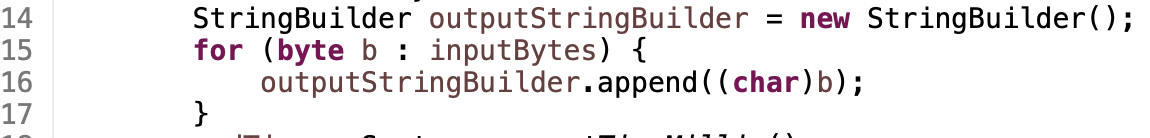 14 StringBuilder outputStringBuilder = new StringBuilder();
15 for (byte b : inputBytes) {
16 outputStringBuilder.append((char)b);
17 }